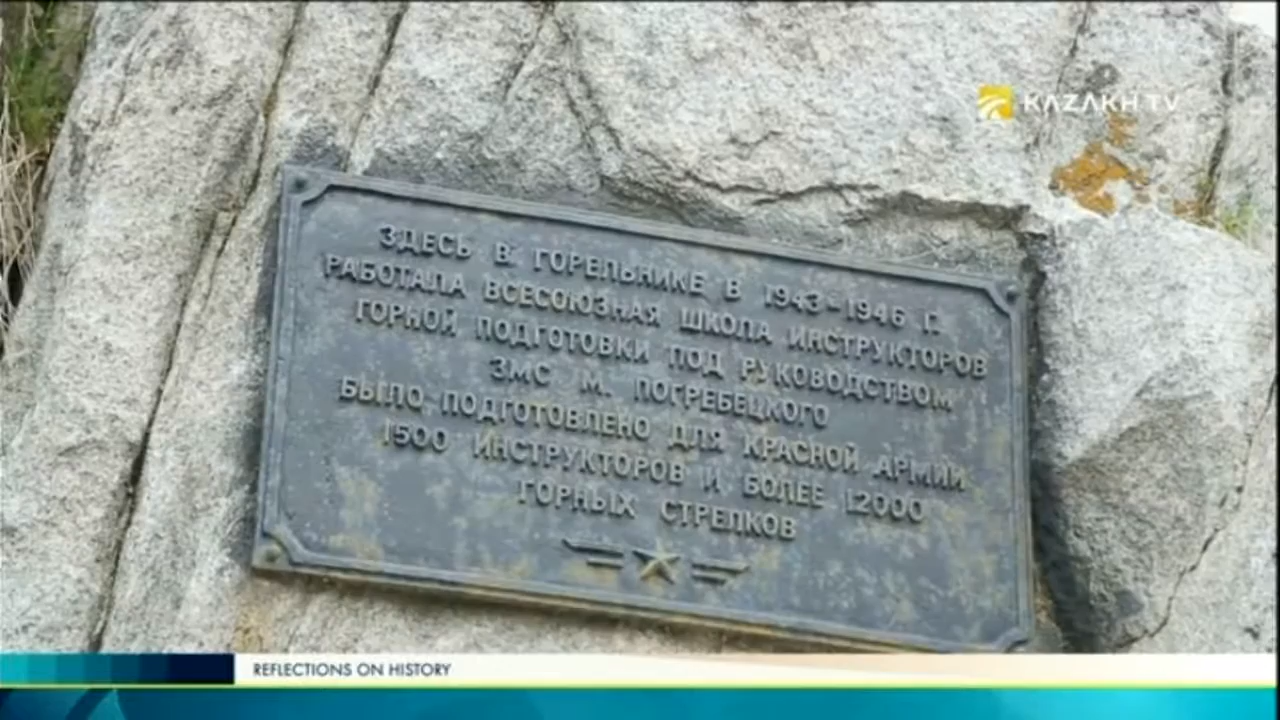 KAZAKH TV
ЗДЕСЬ В ГОРЕЛЬНИКЕ В 1943-1946 Г.
РАБОТАЛА ВСЕСОЮЗНАЯ ШКОЛА ИНСТРУКТОРОВ
ГОРНОЙ ПОДГОТОВКИ ПОД РУКОВОДСТВОМ
ЗМС М. ПОГРЕБЕЦКОГО
БЫЛО ПОДГОТОВЛЕНО ДЛЯ КРАСНОЙ АРМИИ
1500 ИНСТРУКТОРОВ И БОЛЕЕ 12000
ГОРНЫХ СТРЕЛКОВ
REFLECTIONS ON HISTORY